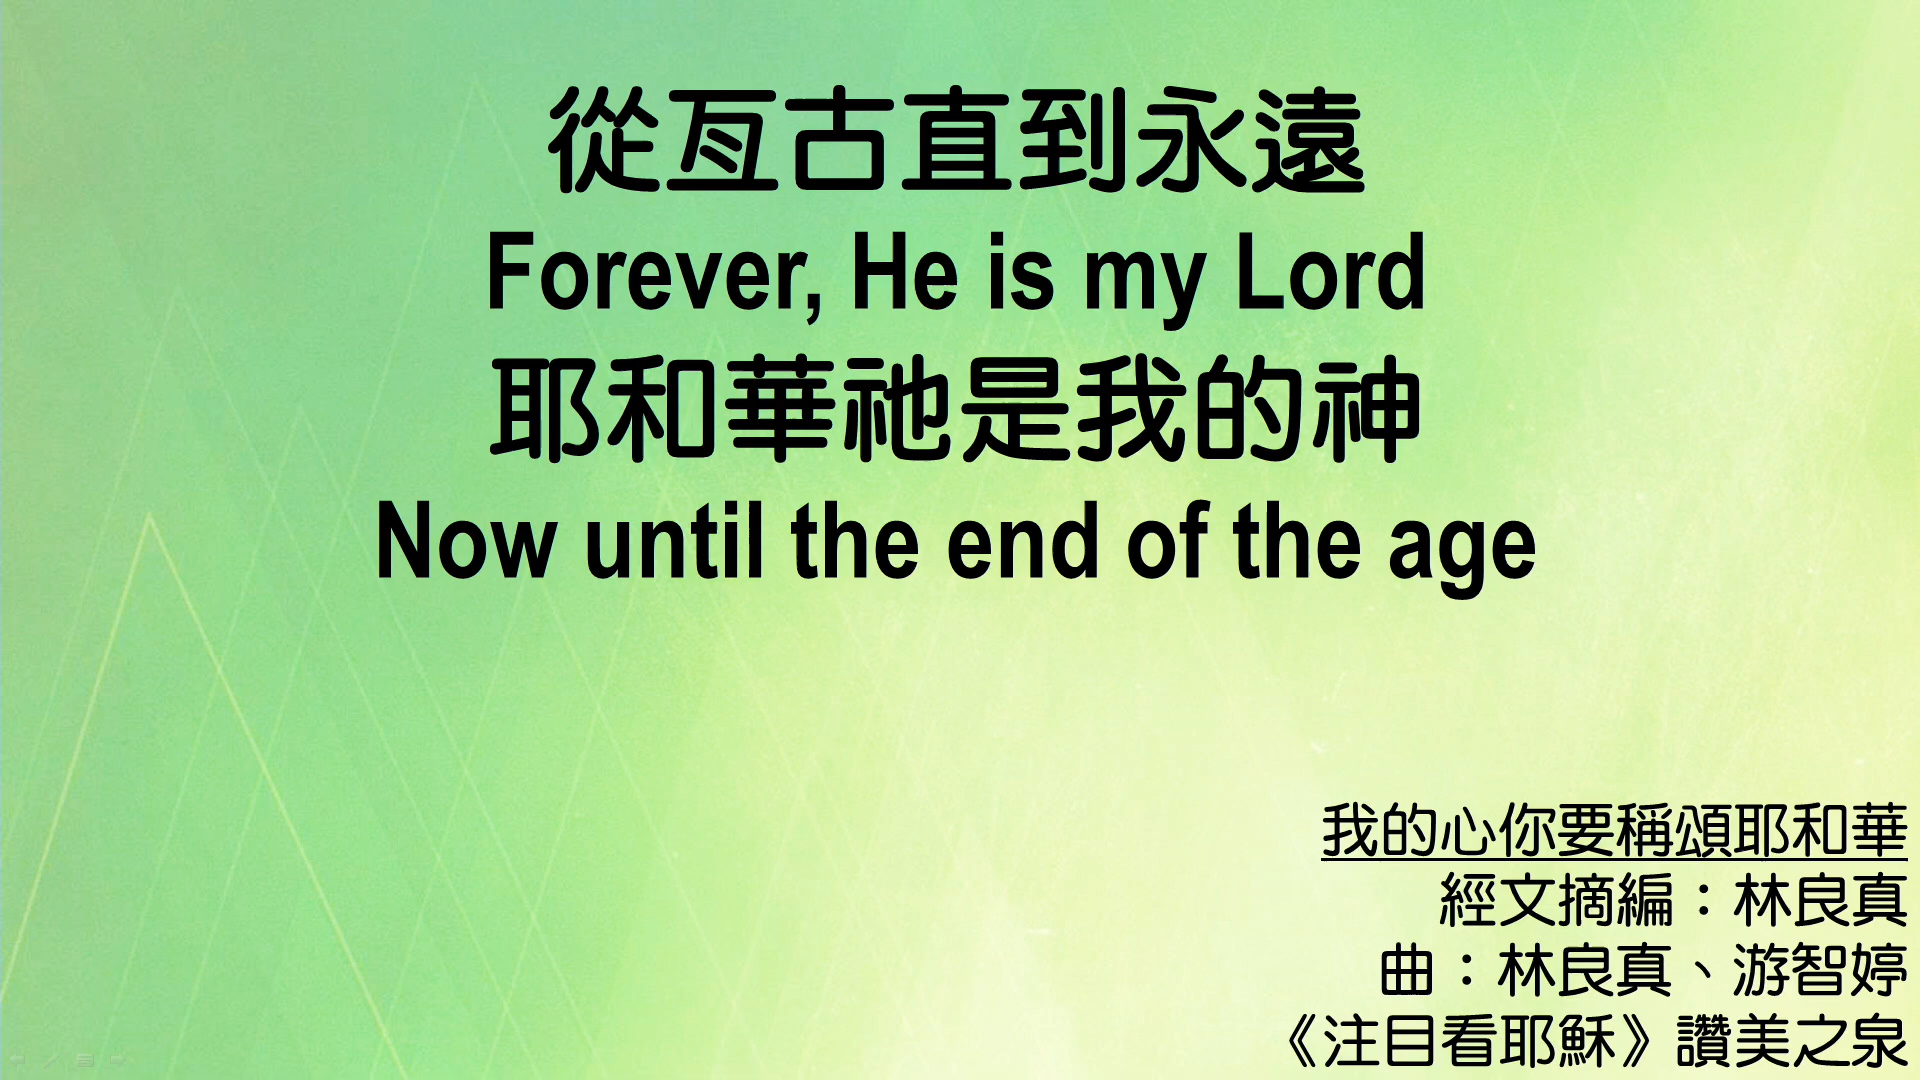 從亙古直到永遠
Forever, He is my Lord
耶和華祂是我的神
Now until the end of the age
我的心你要稱頌耶和華
經文摘編：林良真
曲：林良真、游智婷
《注目看耶穌》讚美之泉